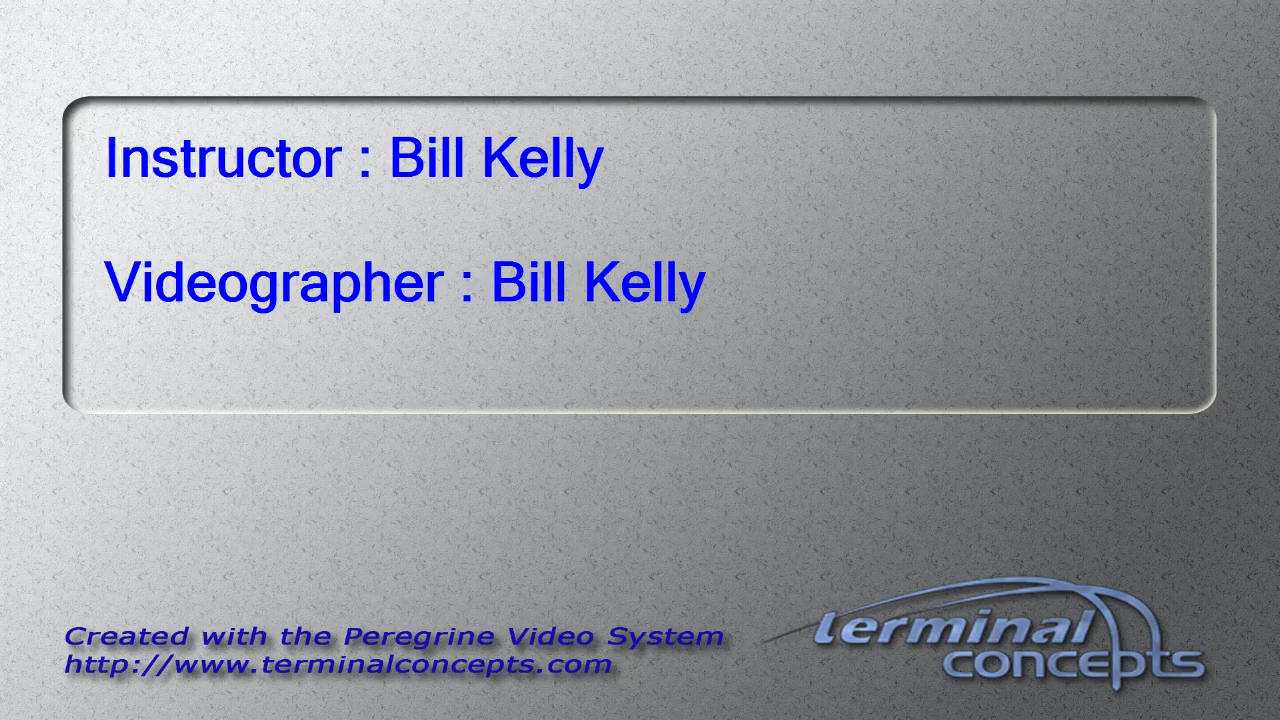 Instructor : Bill Kelly
Videographer : Bill Kelly
Created with the Peregrine Video System
http://www.terminalconcepts.com
terminal
concepts